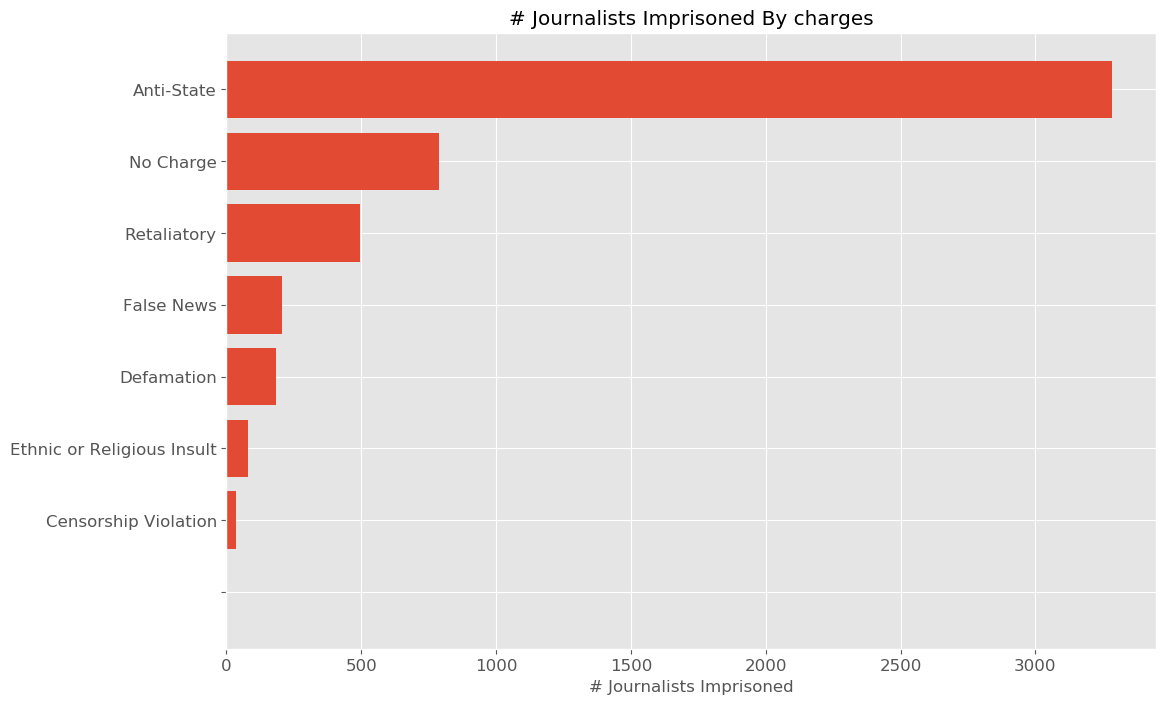 # Journalists Imprisoned By charges
Anti-State
No Charge
Retaliatory
False News
Defamation
Ethnic or Religious Insult
Censorship Violation
0 500 1000 1500 2000 2500 3000
# Journalists Imprisoned